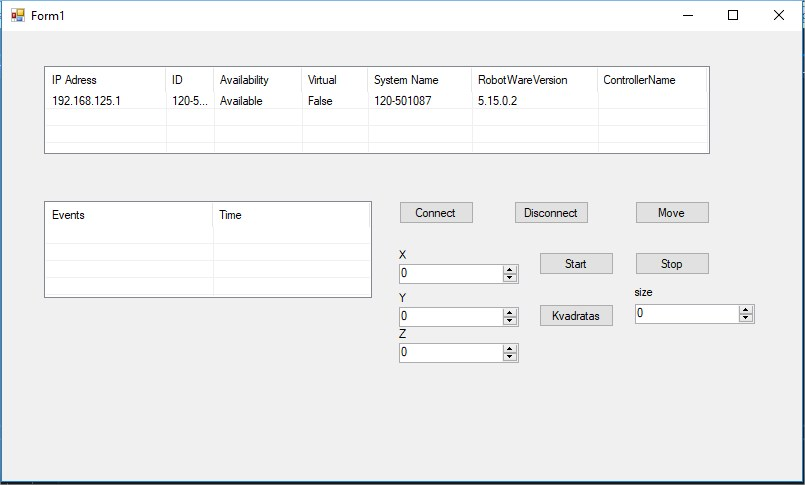 Form1
IP Adress ID Availability Virtual System Name RobotWareVersion ControllerName
192.168.125.1 120-5... Available False 120-501087 5.15.0.2
Events Time
Connect Disconnect Move
X
0
Start Stop
Y
0
Kvadratas
size
0
Z
0